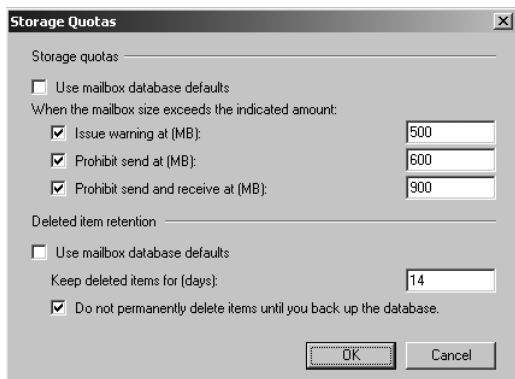 Storage Quotas
Storage quotas
Use mailbox database defaults
When the mailbox size exceeds the indicated amount:
Issue warning at (MB): 500
Prohibit send at (MB): 600
Prohibit send and receive at (MB): 900
Deleted item retention
Use mailbox database defaults
Keep deleted items for (days): 14
Do not permanently delete items until you back up the database.
OK Cancel